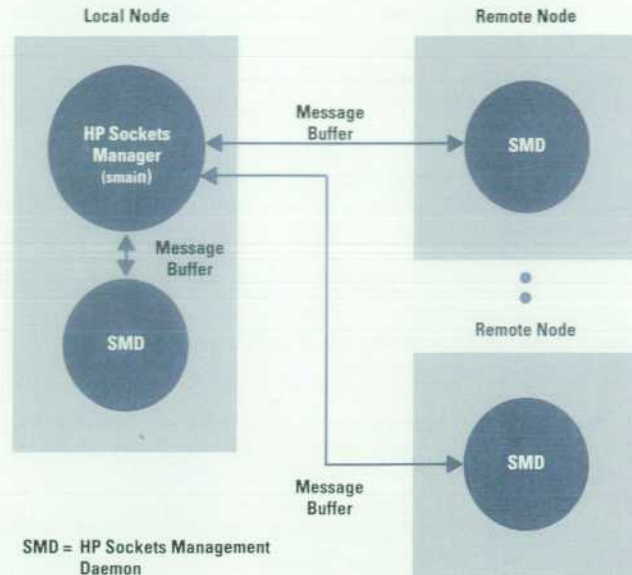 Local Node
Remote Node
HP Sockets
Manager
(smain)
Message
Buffer
SMD
Message
Buffer
SMD
Remote Node
SMD
Message
Buffer
SMD = HP Sockets Management
Daemon